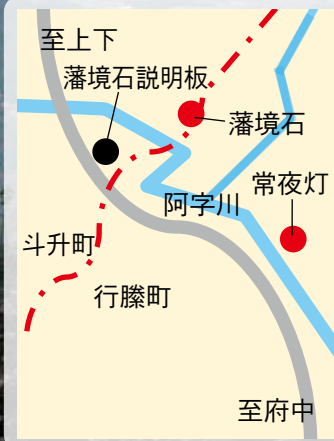 至上下
藩境石説明板
藩境石
常夜灯
阿字川
斗升町
行縢町
至府中